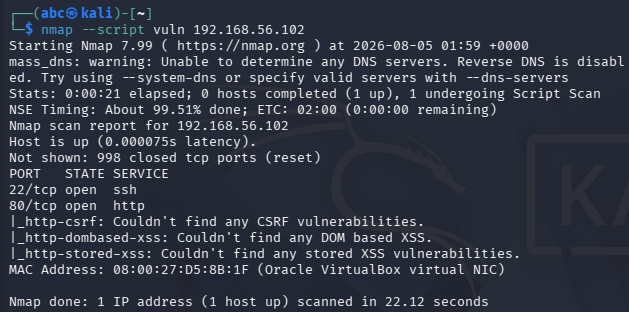 ┌──(abc㉿kali)-[~]
└─$ nmap --script vuln 192.168.56.102
Starting Nmap 7.99 ( https://nmap.org ) at 2026-08-05 01:59 +0000
mass_dns: warning: Unable to determine any DNS servers. Reverse DNS is disabl
ed. Try using --system-dns or specify valid servers with --dns-servers
Stats: 0:00:21 elapsed; 0 hosts completed (1 up), 1 undergoing Script Scan
NSE Timing: About 99.51% done; ETC: 02:00 (0:00:00 remaining)
Nmap scan report for 192.168.56.102
Host is up (0.000075s latency).
Not shown: 998 closed tcp ports (reset)
PORT   STATE SERVICE
22/tcp open  ssh
80/tcp open  http
|_http-csrf: Couldn't find any CSRF vulnerabilities.
|_http-dombased-xss: Couldn't find any DOM based XSS.
|_http-stored-xss: Couldn't find any stored XSS vulnerabilities.
MAC Address: 08:00:27:D5:8B:1F (Oracle VirtualBox virtual NIC)
Nmap done: 1 IP address (1 host up) scanned in 22.12 seconds
KA